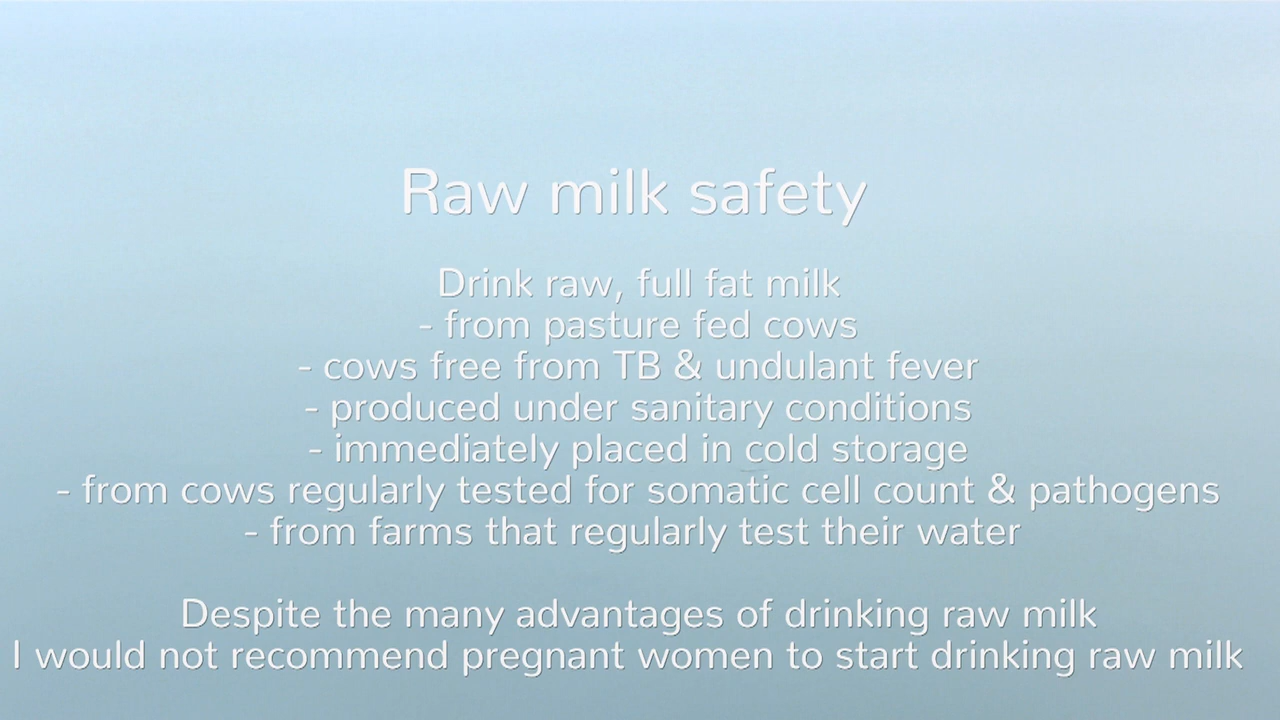 Raw milk safety
Drink raw, full fat milk
- from pasture fed cows
- cows free from TB & undulant fever
- produced under sanitary conditions
- immediately placed in cold storage
- from cows regularly tested for somatic cell count & pathogens
- from farms that regularly test their water
Despite the many advantages of drinking raw milk
I would not recommend pregnant women to start drinking raw milk